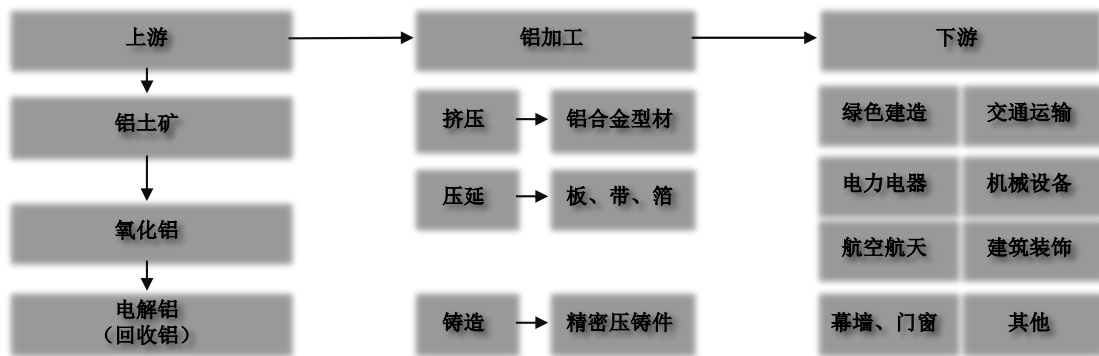 上游
铝加工
下游
铝土矿
挤压
铝合金型材
绿色建造
交通运输
压延
板、带、箔
电力电器
机械设备
氧化铝
航空航天
建筑装饰
电解铝
（回收铝）
铸造
精密压铸件
幕墙、门窗
其他